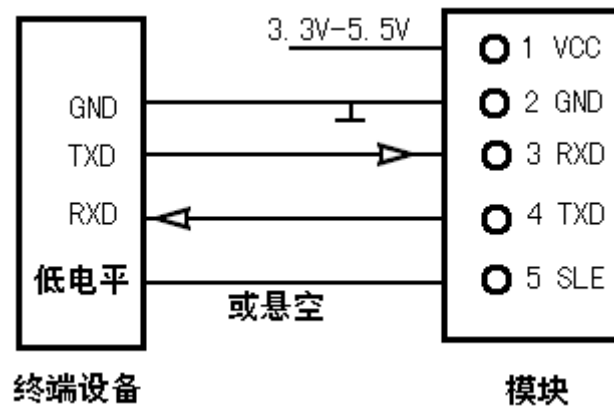 3.3V-5.5V
1 VCC
GND
2 GND
TXD
3 RXD
RXD
4 TXD
低电平
5 SLE
或悬空
终端设备
模块